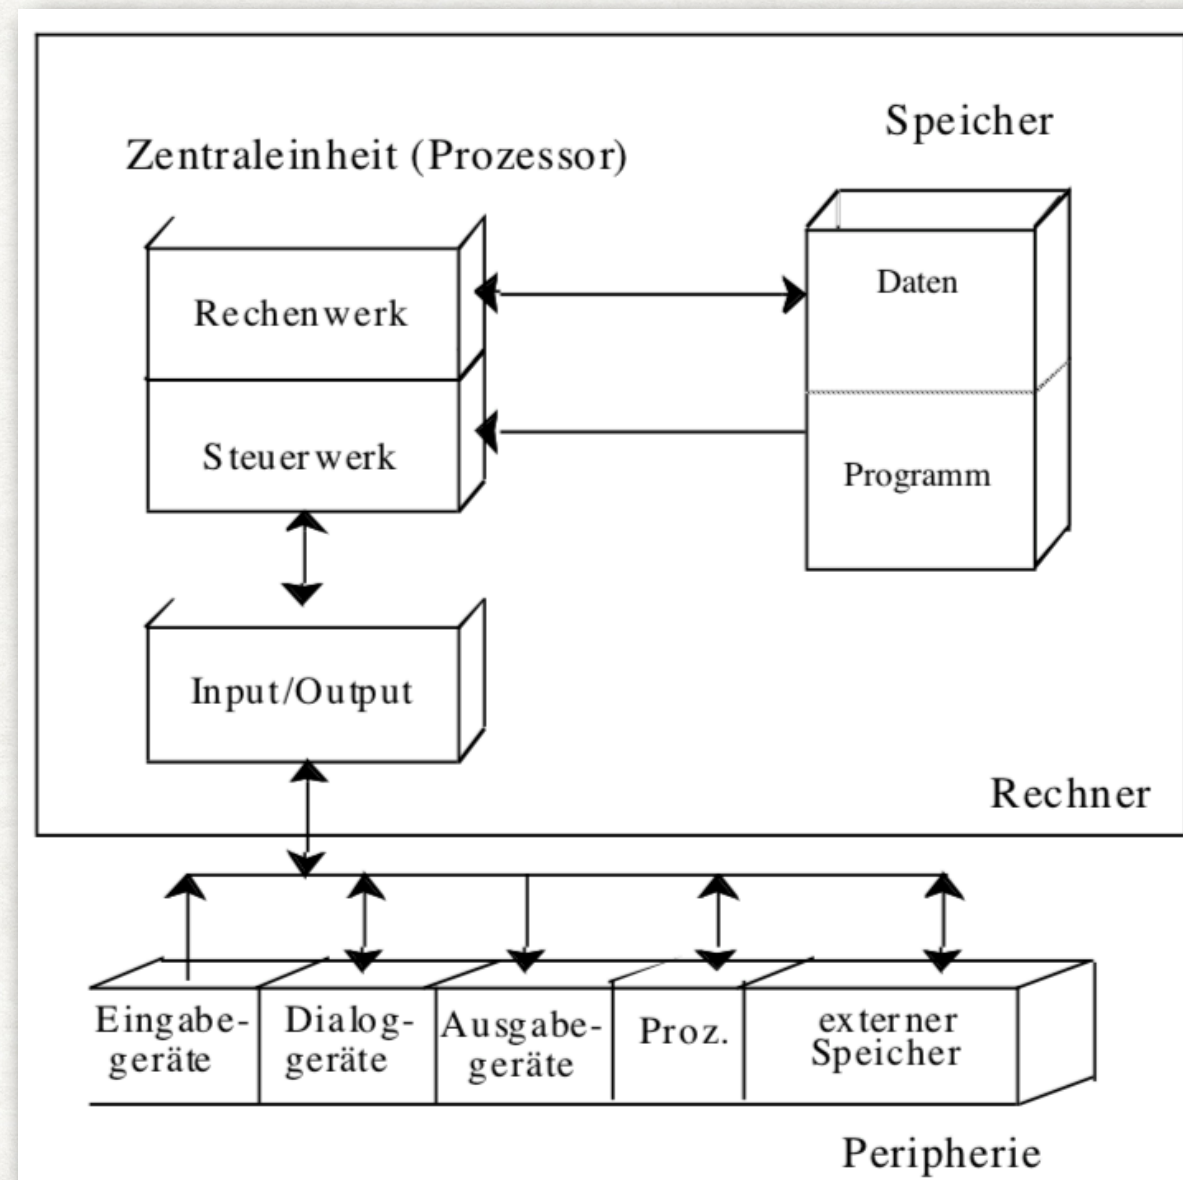 Speicher
Zentraleinheit (Prozessor)
Daten
Rechenwerk
Steuerwerk
Programm
Input/Output
Rechner
Eingabe-
geräte
Dialog-
geräte
Ausgabe-
geräte
Proz.
externer
Speicher
Peripherie